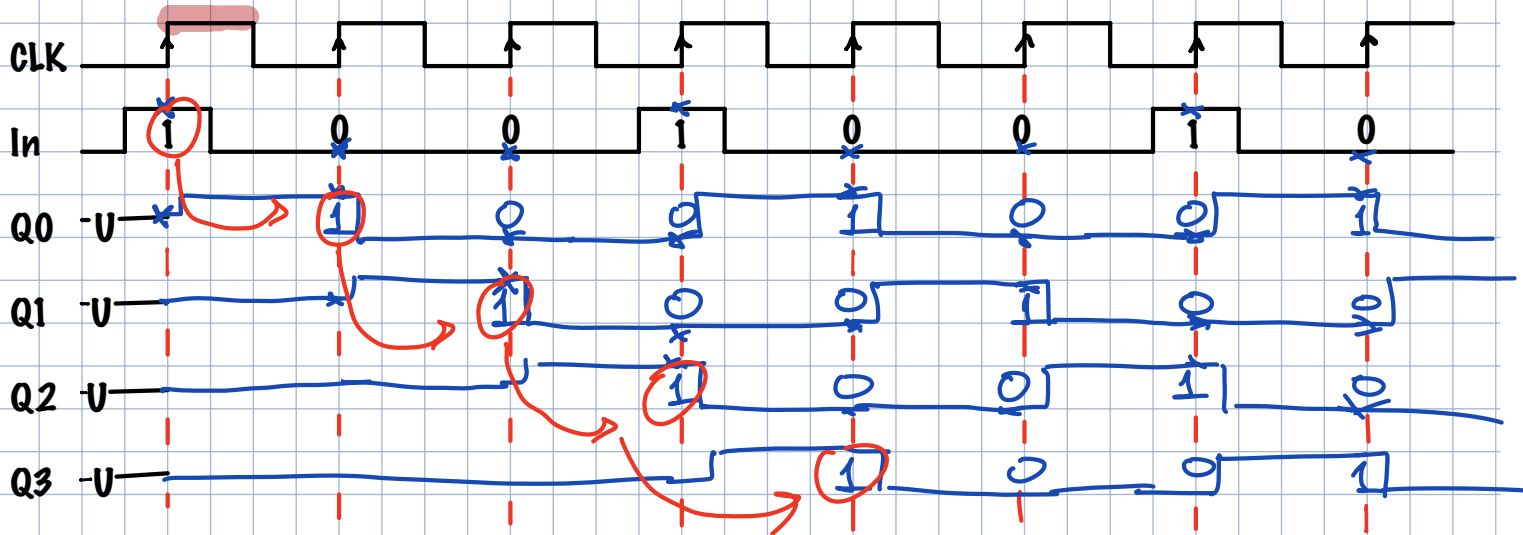 CLK
In 1 0 0 1 0 0 1 0
Q0 U 1 0 0 1 0 0 1
Q1 U 1 0 0 1 0 0
Q2 U 1 0 0 1 0
Q3 U 1 0 0 1